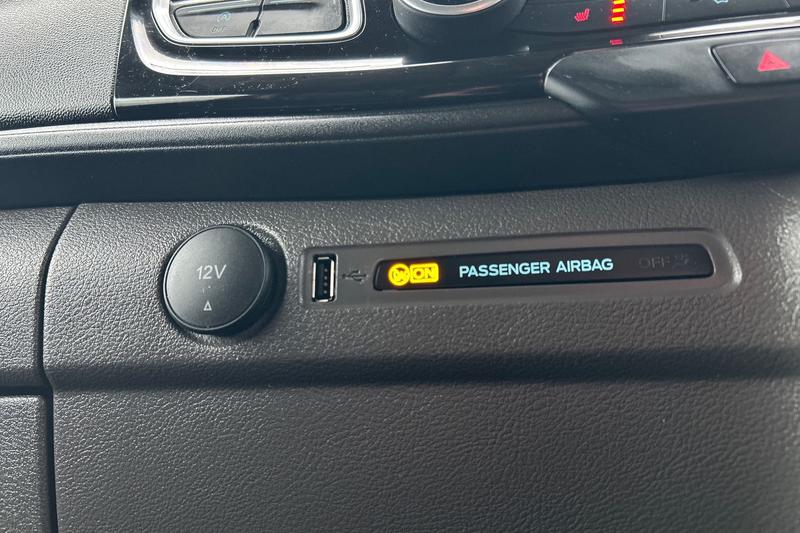 12V
ON PASSENGER AIRBAG OFF